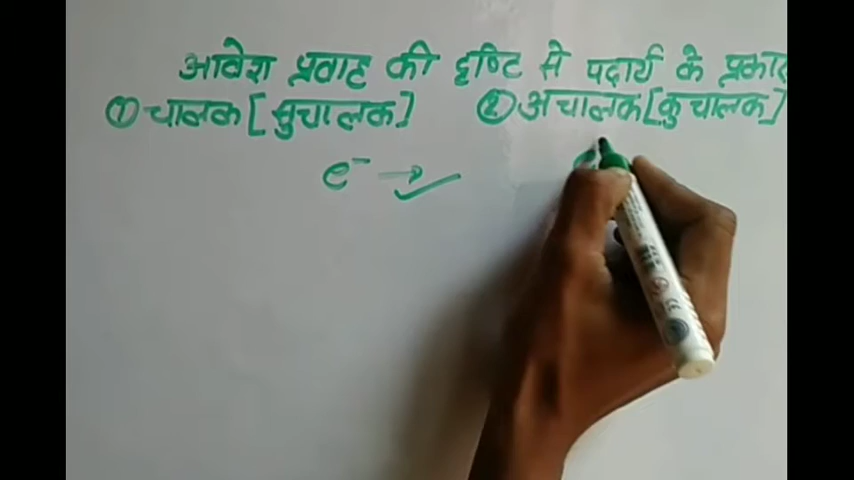 आवेश प्रवाह की दृष्टि से पदार्थ के प्रकार
① चालक [सुचालक] ② अचालक [कुचालक]
e⁻ → ✓